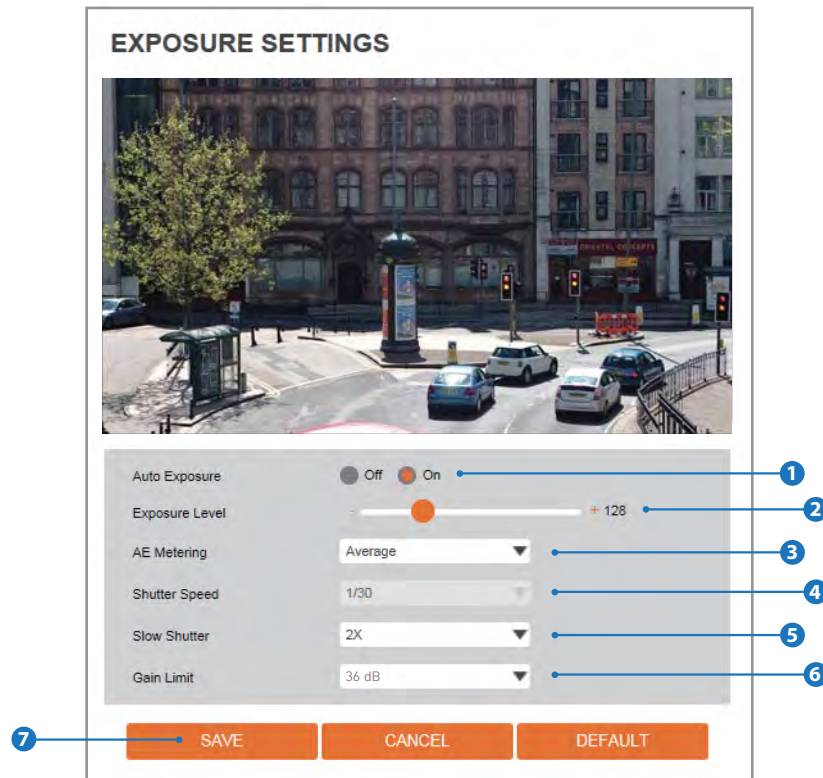 EXPOSURE SETTINGS
ORIENTAL CONCEPTS
Auto Exposure Off On 1
Exposure Level - + 128 2
AE Metering Average 3
Shutter Speed 1/30 4
Slow Shutter 2X 5
Gain Limit 36 dB 6
7 SAVE CANCEL DEFAULT